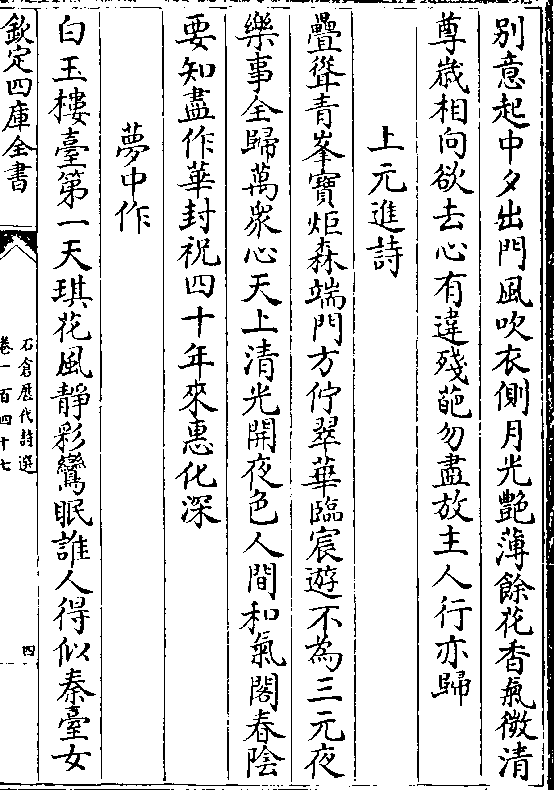 別意起中夕出門風吹衣側月光艶薄餘花香氣微清
尊歲相向欲去心有違殘葩勿盡放主人行亦歸
上元進詩
疊聳青峯寶炬森端門方佇翠華臨宸遊不為三元夜
樂事全歸萬衆心天上清光開夜色人間和氣閣春陰
要知盡作華封祝四十年來惠化深
夢中作
白玉樓臺第一天琪花風靜彩鸞眠誰人得似秦臺女
欽定四庫全書
石倉歷代詩選
卷一百四十七
四